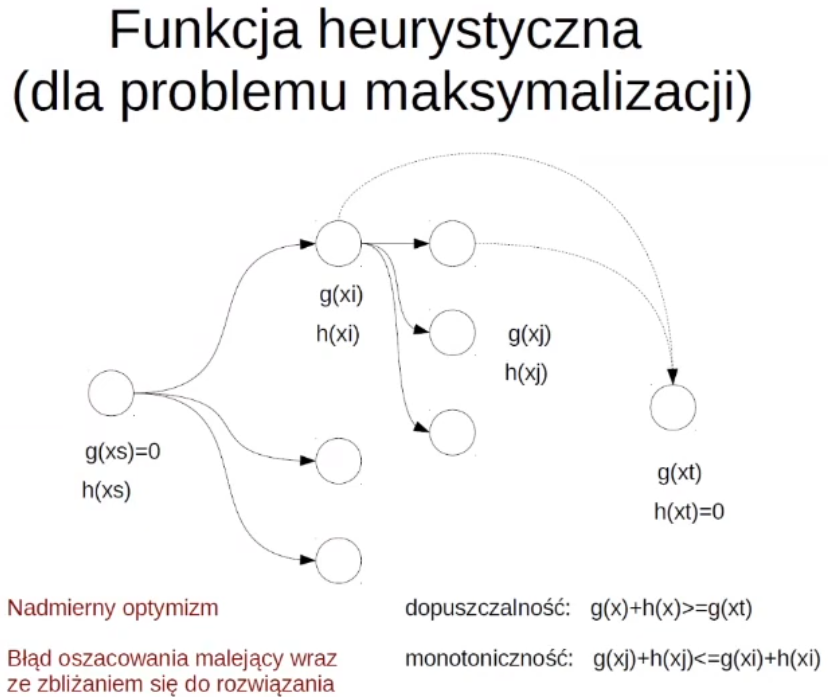 Funkcja heurystyczna
(dla problemu maksymalizacji)
g(xi)
h(xi)
g(xj)
h(xj)
g(xs)=0
h(xs)
g(xt)
h(xt)=0
Nadmierny optymizm
dopuszczalność: g(x)+h(x)>=g(xt)
Błąd oszacowania malejący wraz
ze zbliżaniem się do rozwiązania
monotoniczność: g(xj)+h(xj)<=g(xi)+h(xi)